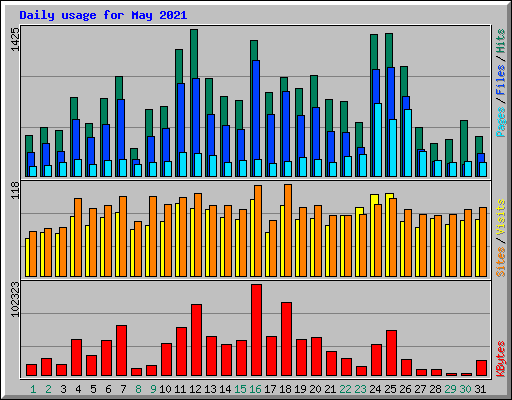 Daily usage for May 2021
1425
Pages / Files / Hits
118
Sites / Visits
102323
KBytes
1 2 3 4 5 6 7 8 9 10 11 12 13 14 15 16 17 18 19 20 21 22 23 24 25 26 27 28 29 30 31